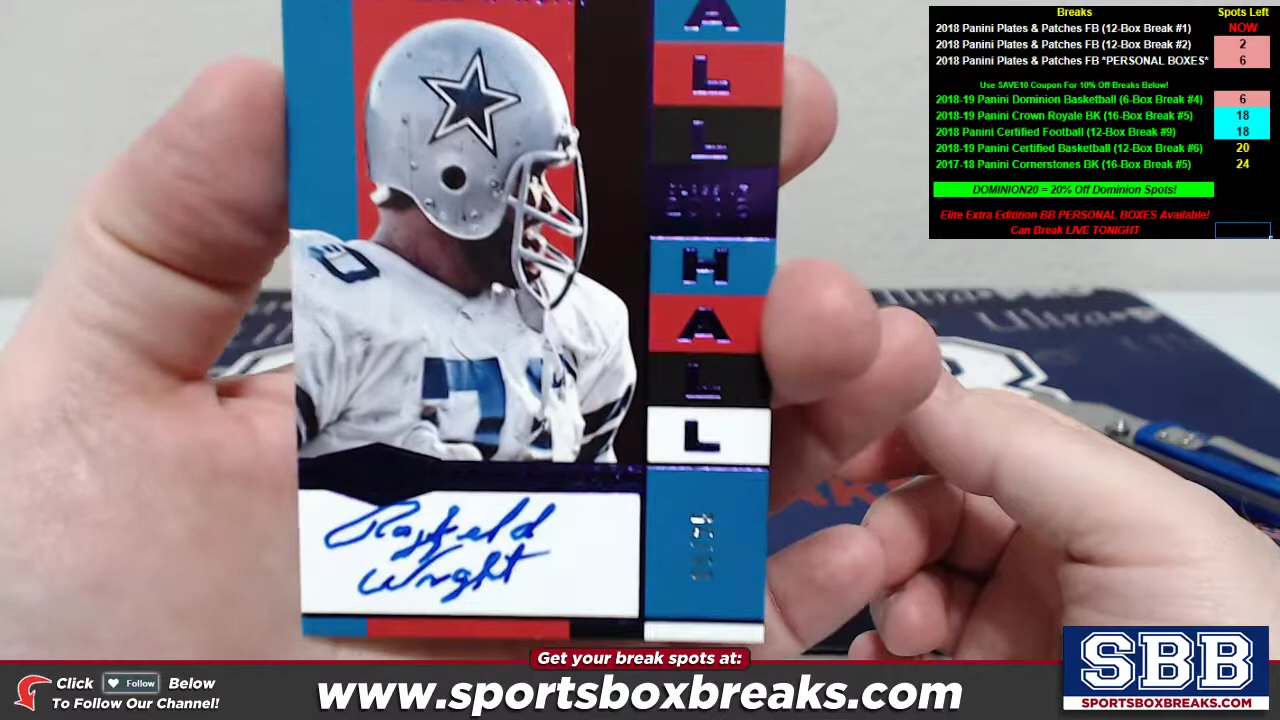 Breaks Spots Left
2018 Panini Plates & Patches FB (12-Box Break #1) NOW
2018 Panini Plates & Patches FB (12-Box Break #2) 2
2018 Panini Plates & Patches FB *PERSONAL BOXES* 6
Use SAVE10 Coupon For 10% Off Breaks Below!
2018-19 Panini Dominion Basketball (6-Box Break #4) 6
2018-19 Panini Crown Royale BK (16-Box Break #5) 18
2018 Panini Certified Football (12-Box Break #9) 18
2018-19 Panini Certified Basketball (12-Box Break #6) 20
2017-18 Panini Cornerstones BK (16-Box Break #5) 24
DOMINION20 = 20% Off Dominion Spots!
Elite Extra Edition BB PERSONAL BOXES Available!
Can Break LIVE TONIGHT
A
L
L
H
A
L
L
Rayfield
Wright
Ultra
Get your break spots at:
Click Follow Below
To Follow Our Channel!
www.sportsboxbreaks.com
SBB
SPORTSBOXBREAKS.COM